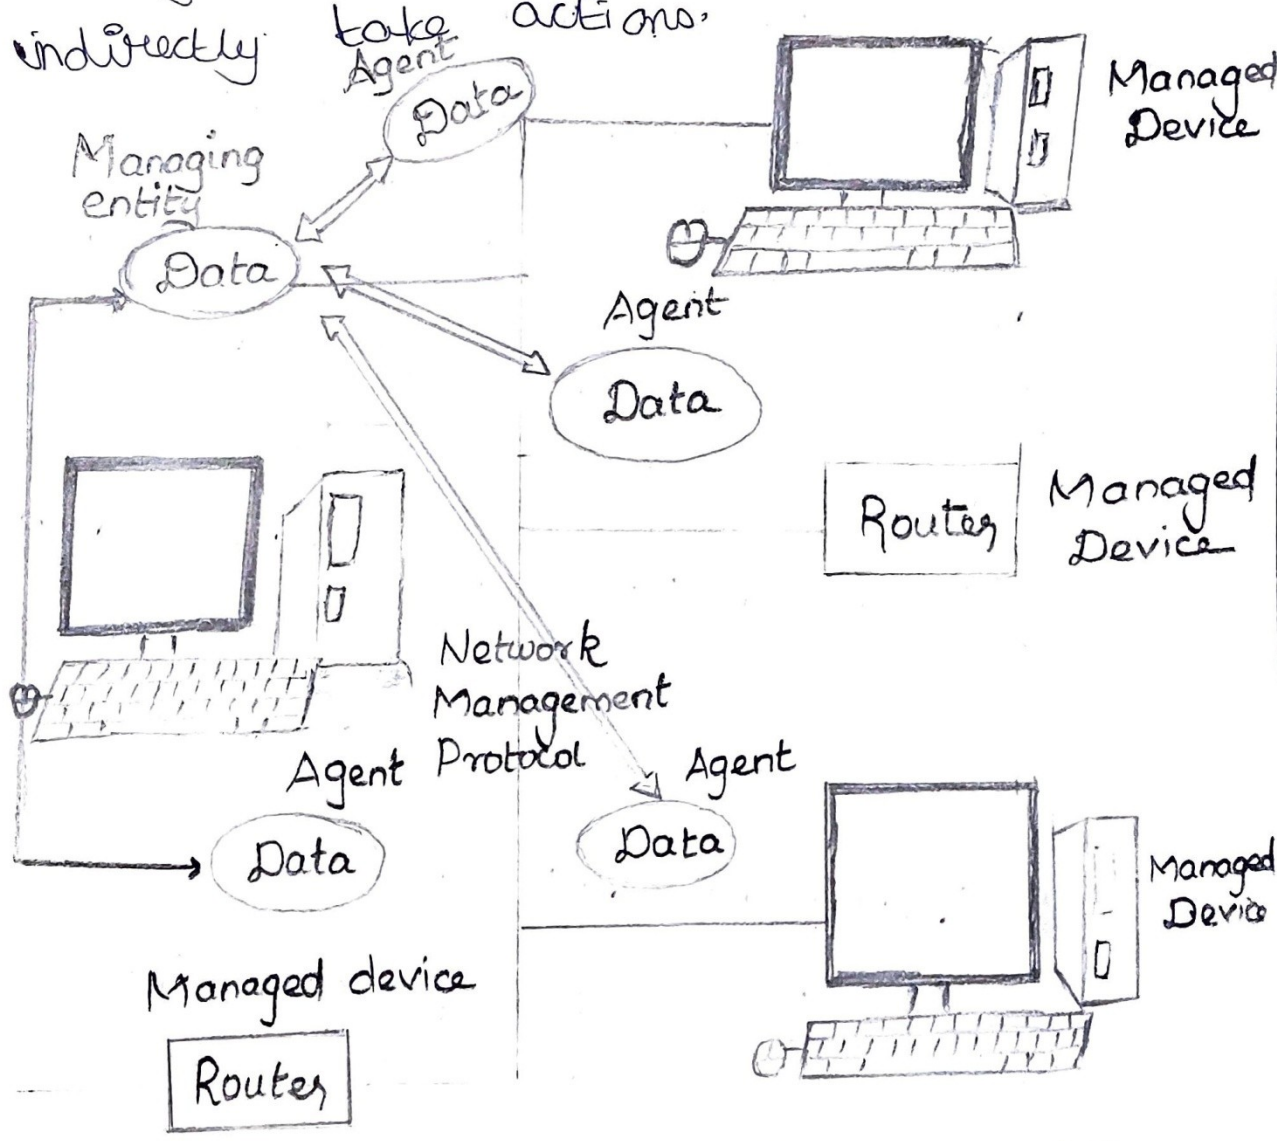 indirectly take actions.
Agent
Data
Managed
Device
Managing
entity
Data
Agent
Data
Router
Managed
Device
Network
Management
Protocol
Agent
Data
Agent
Data
Managed
Device
Managed device
Router